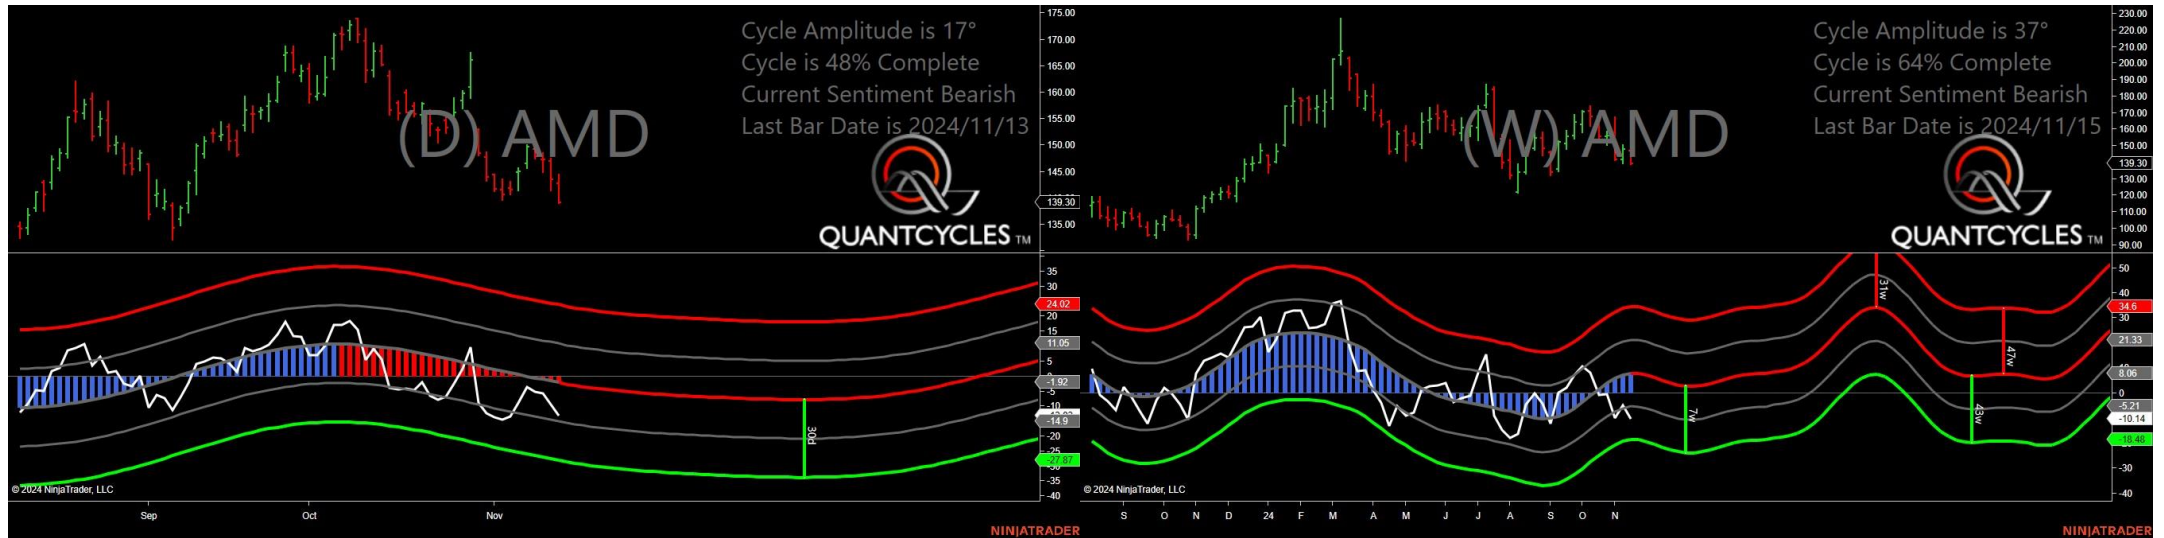 Cycle Amplitude is 17°
Cycle is 48% Complete
Current Sentiment Bearish
Last Bar Date is 2024/11/13
(D) AMD
QUANTCYCLES TM
175.00
170.00
165.00
160.00
155.00
150.00
145.00
139.30
135.00
35
30
24.02
20
15
11.05
5
-1.92
-5
-10
-14.9
-20
-25
-27.87
-35
-40
30d
© 2024 NinjaTrader, LLC
Sep Oct Nov
NINJATRADER
Cycle Amplitude is 37°
Cycle is 64% Complete
Current Sentiment Bearish
Last Bar Date is 2024/11/15
(W) AMD
QUANTCYCLES TM
230.00
220.00
210.00
200.00
190.00
180.00
170.00
160.00
150.00
139.30
130.00
120.00
110.00
100.00
90.00
50
40
34.6
30
21.33
8.06
0
-5.21
-10.14
-18.48
-30
-40
31w
47w
7w
43w
© 2024 NinjaTrader, LLC
S O N D 24 F M A M J J A S O N
NINJATRADER